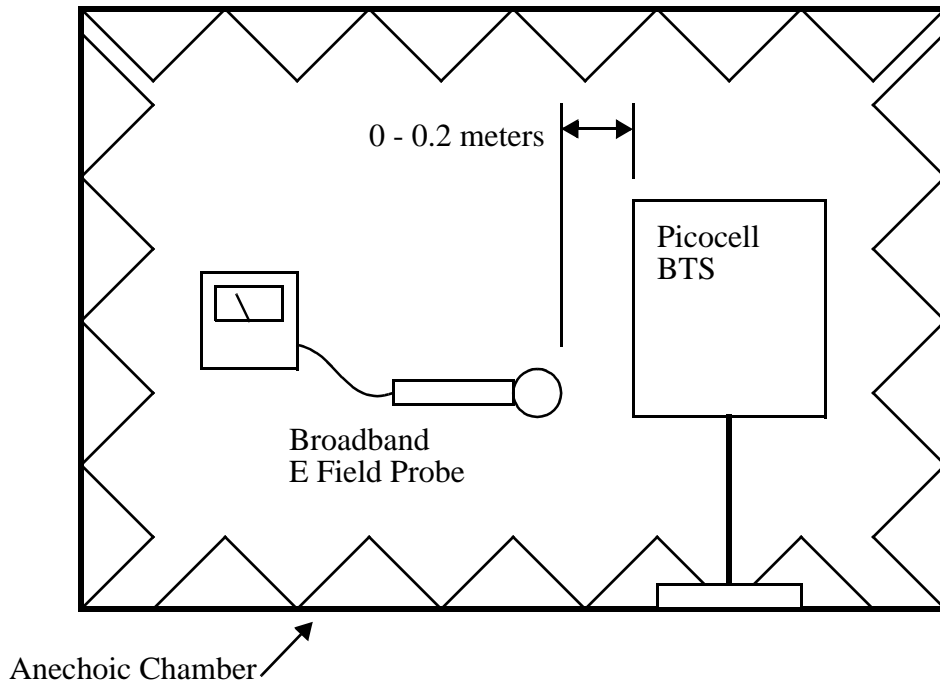 0 - 0.2 meters
Picocell
BTS
Broadband
E Field Probe
Anechoic Chamber